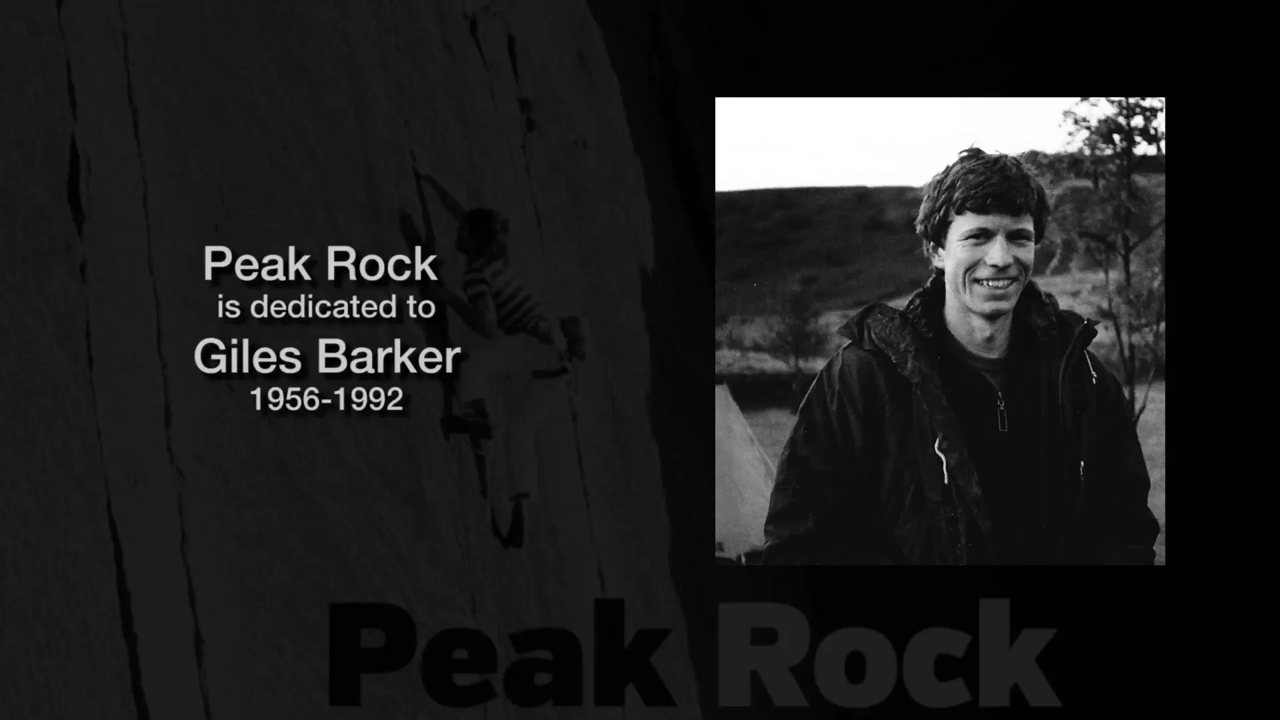 Peak Rock
is dedicated to
Giles Barker
1956-1992
Peak Rock